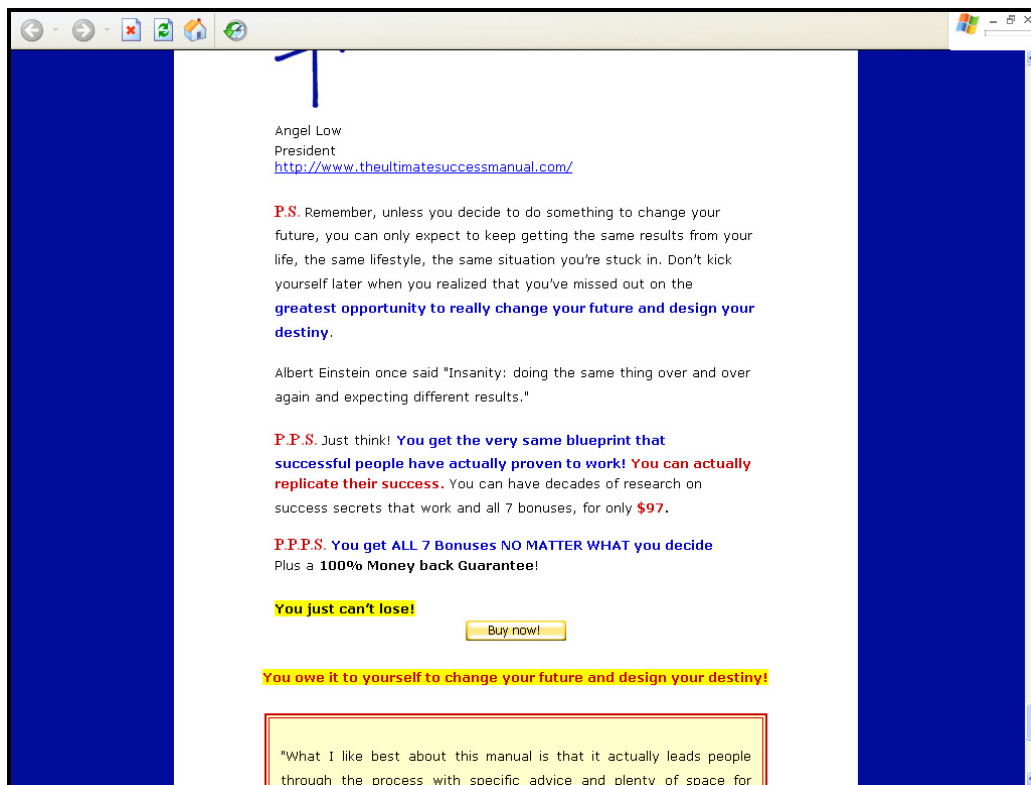 Angel Low
President
http://www.theultimatesuccessmanual.com/
P.S. Remember, unless you decide to do something to change your
future, you can only expect to keep getting the same results from your
life, the same lifestyle, the same situation you're stuck in. Don't kick
yourself later when you realized that you've missed out on the
greatest opportunity to really change your future and design your
destiny.
Albert Einstein once said "Insanity: doing the same thing over and over
again and expecting different results."
P.P.S. Just think! You get the very same blueprint that
successful people have actually proven to work! You can actually
replicate their success. You can have decades of research on
success secrets that work and all 7 bonuses, for only $97.
P.P.P.S. You get ALL 7 Bonuses NO MATTER WHAT you decide
Plus a 100% Money back Guarantee!
You just can't lose!
Buy now!
You owe it to yourself to change your future and design your destiny!
"What I like best about this manual is that it actually leads people
through the process with specific advice and plenty of space for